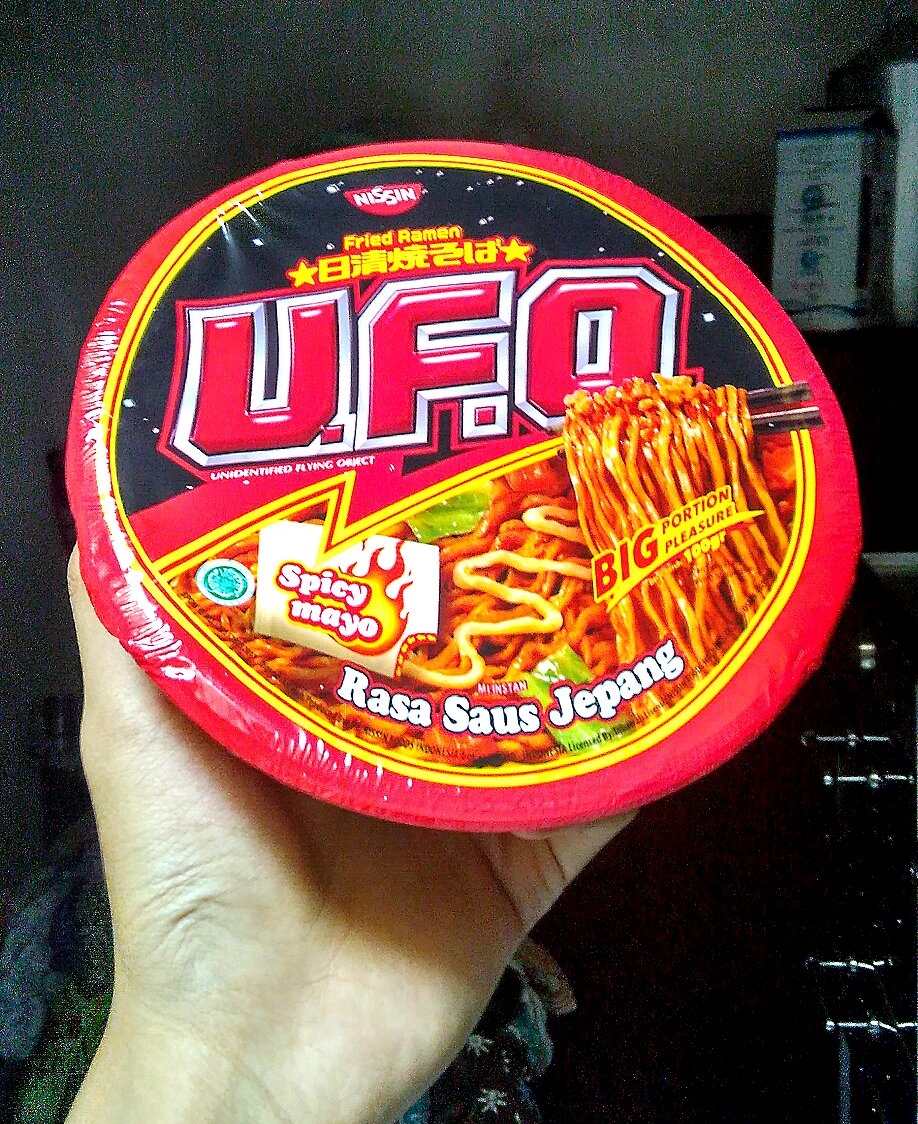 NISSIN
Fried Ramen
★日清焼そば★
U.F.O
UNIDENTIFIED FLYING OBJECT
BIG PORTION
PLEASURE
100gr
Spicy
mayo
MI INSTAN
Rasa Saus Jepang